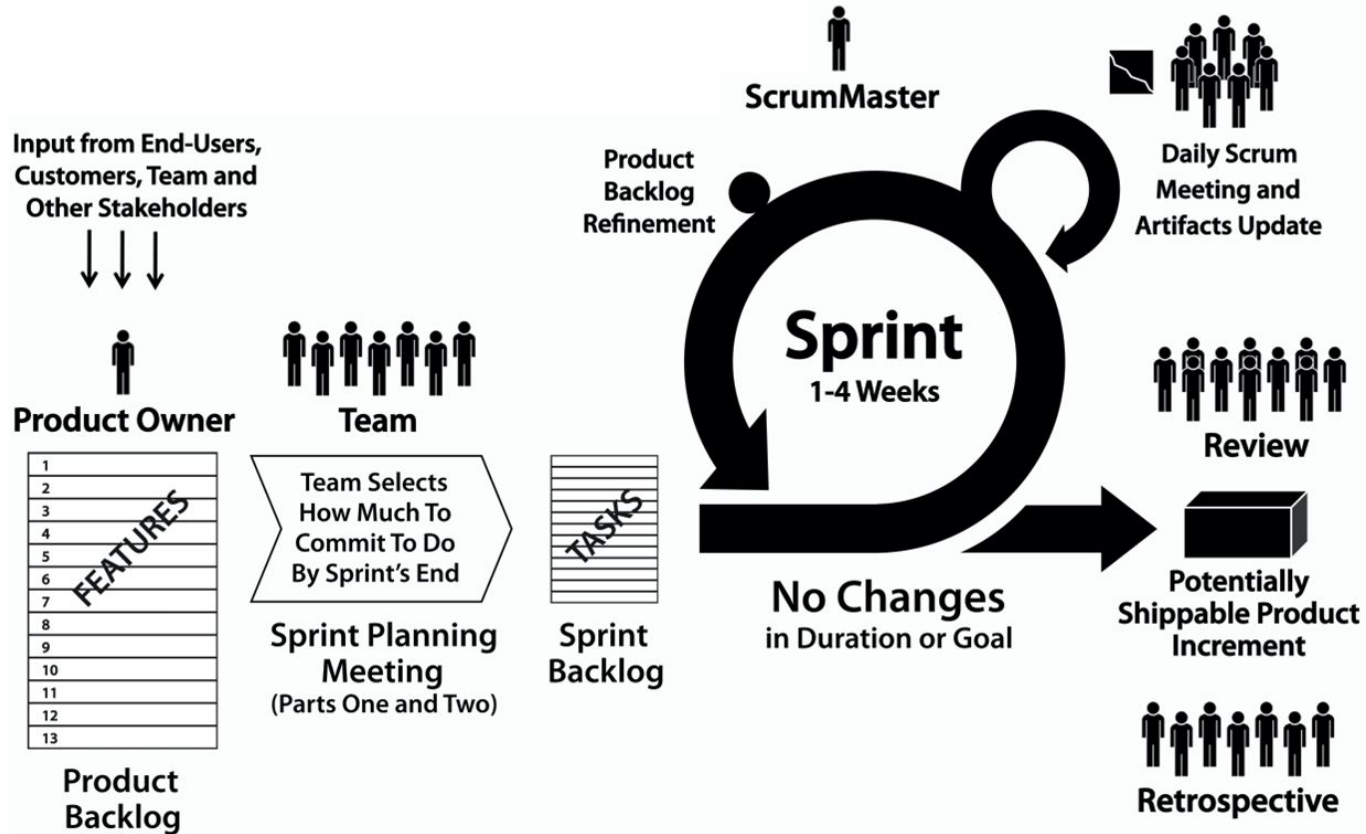 ScrumMaster
Input from End-Users,
Customers, Team and
Other Stakeholders
Product
Backlog
Refinement
Daily Scrum
Meeting and
Artifacts Update
Product Owner
Team
Sprint
1-4 Weeks
Review
1
2
3
4
5
6
7
8
9
10
11
12
13
FEATURES
Team Selects
How Much To
Commit To Do
By Sprint's End
TASKS
Product
Backlog
Sprint Planning
Meeting
(Parts One and Two)
Sprint
Backlog
No Changes
in Duration or Goal
Potentially
Shippable Product
Increment
Retrospective